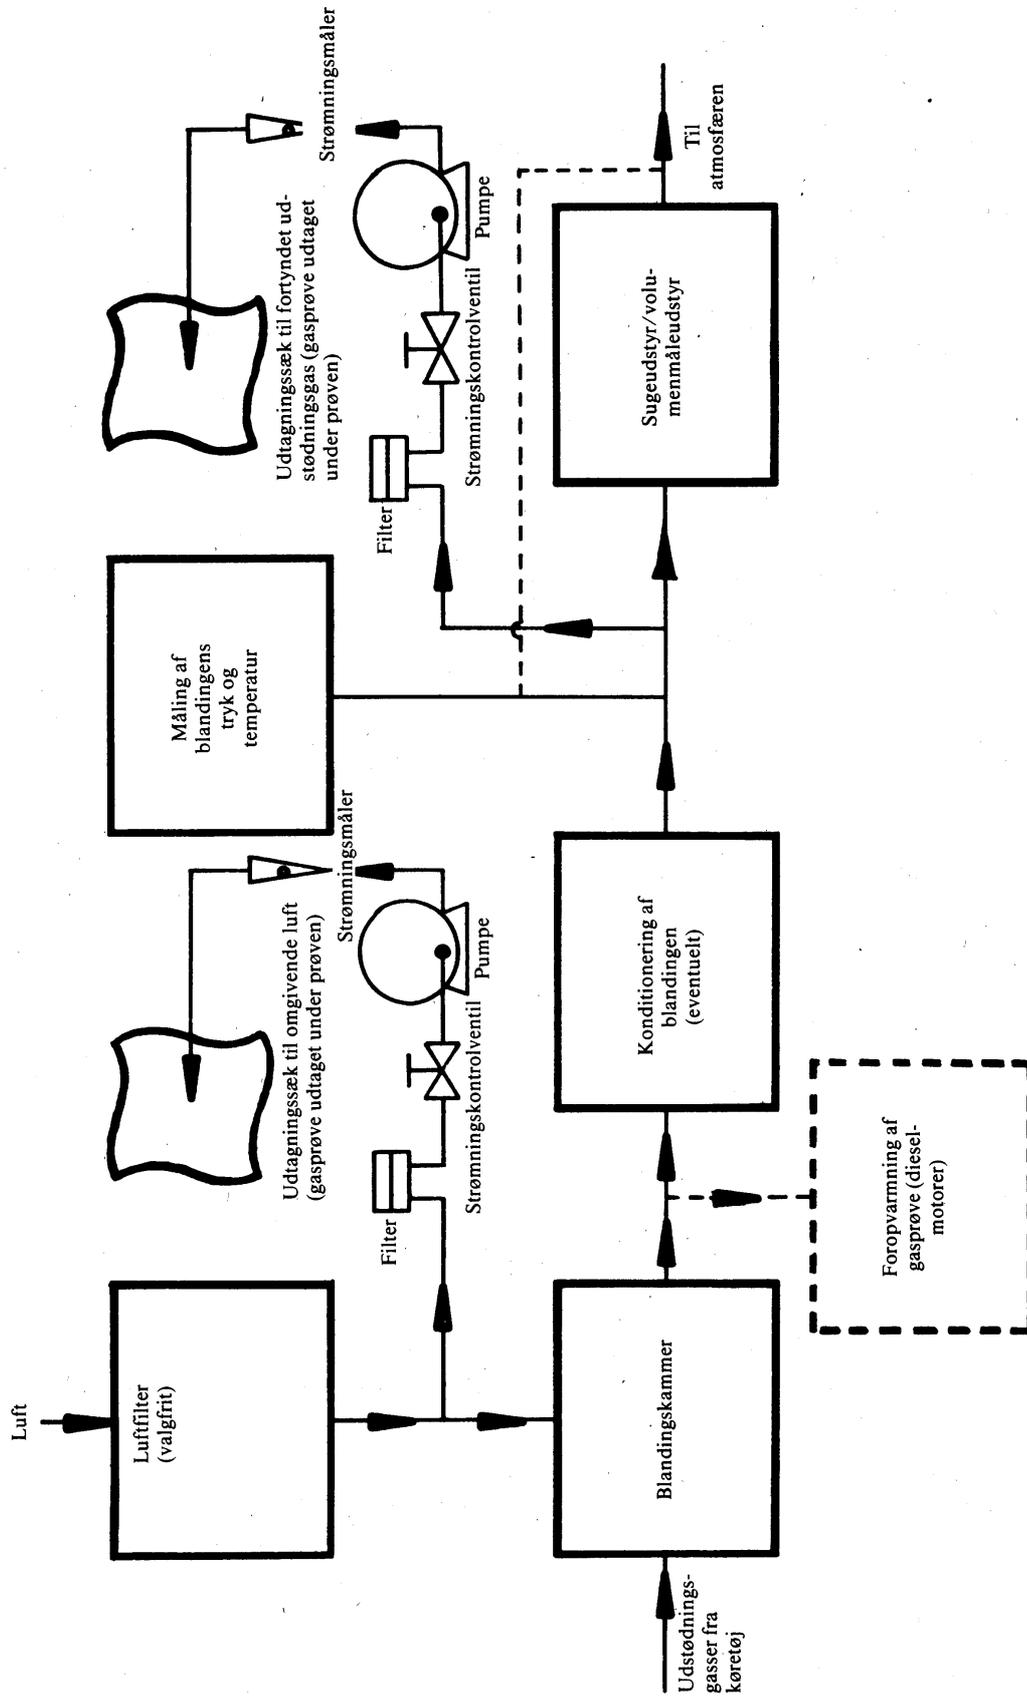 Luft
Luftfilter
(valgfrit)
Udtagningssæk til omgivende luft
(gasprøve udtaget under prøven)
Strømningsmåler
Filter
Strømningskontrolventil
Pumpe
Måling af
blandingens
tryk og
temperatur
Udtagningssæk til fortyndet ud-
stødningsgas (gasprøve udtaget
under prøven)
Strømningsmåler
Filter
Strømningskontrolventil
Pumpe
Udstødnings-
gasser fra
køretøj
Blandingskammer
Konditionering af
blandingen
(eventuelt)
Sugeudstyr/volu-
menmåleudstyr
Til
atmosfæren
Foropvarmning af
gasprøve (diesel-
motorer)